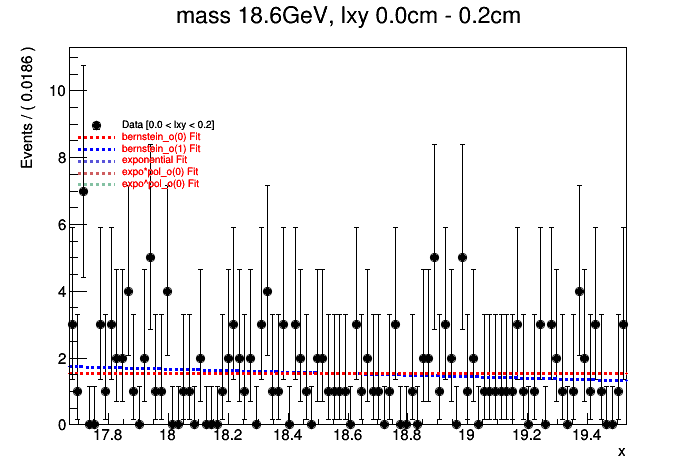 mass 18.6GeV, lxy 0.0cm - 0.2cm
Events / ( 0.0186 )
10
8
6
4
2
0
Data [0.0 < lxy < 0.2]
bernstein_o(0) Fit
bernstein_o(1) Fit
exponential Fit
expo*pol_o(0) Fit
expo^pol_o(0) Fit
17.8 18 18.2 18.4 18.6 18.8 19 19.2 19.4
x